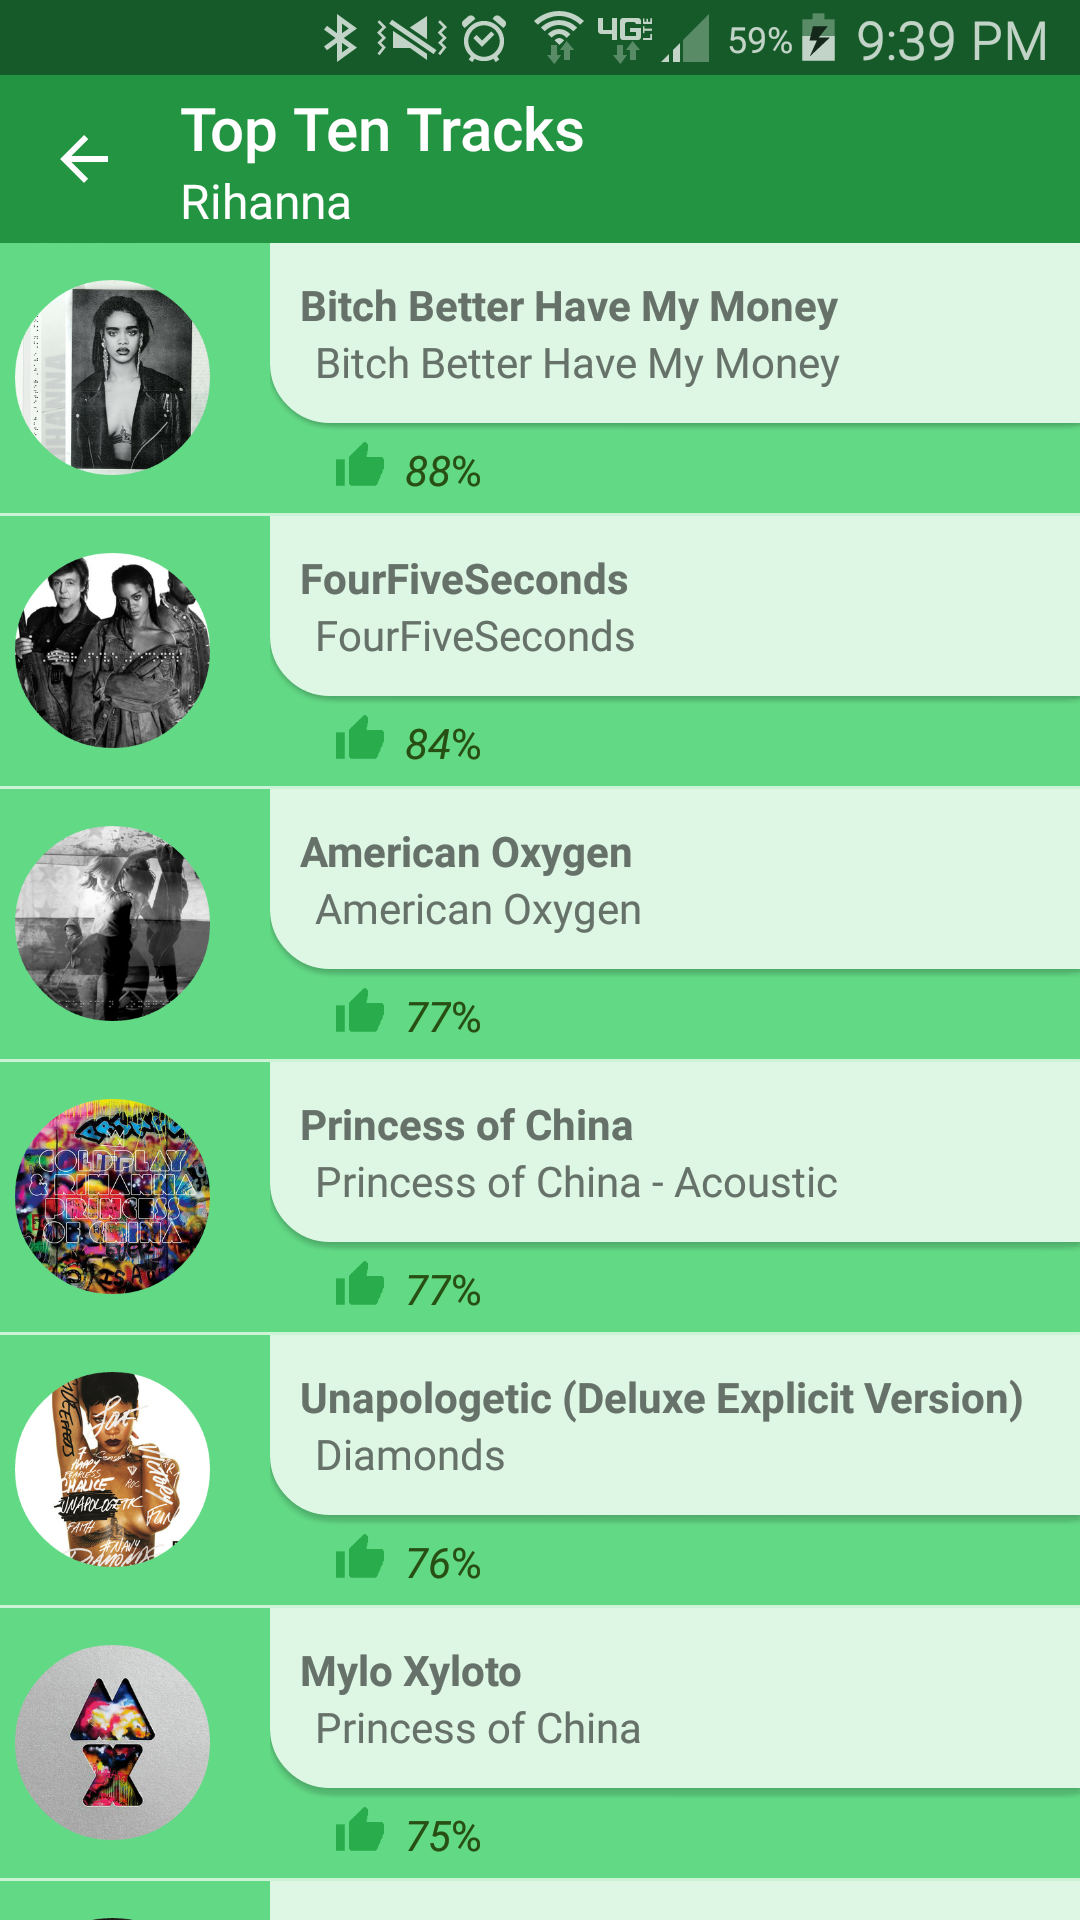 4G LTE 59% 9:39 PM
Top Ten Tracks
Rihanna
Bitch Better Have My Money
Bitch Better Have My Money
88%
FourFiveSeconds
FourFiveSeconds
84%
American Oxygen
American Oxygen
77%
COLDPLAY
& RIHANNA
PRINCESS
OF CHINA
Princess of China
Princess of China - Acoustic
77%
Unapologetic (Deluxe Explicit Version)
Diamonds
76%
Mylo Xyloto
Princess of China
75%